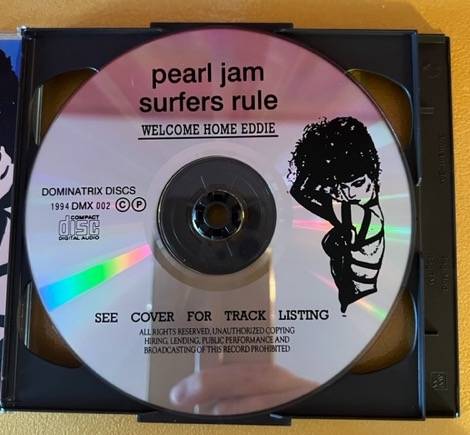 pearl jam
surfers rule
WELCOME HOME EDDIE
DOMINATRIX DISCS
1994 DMX 002 Ⓒ Ⓟ
COMPACT
disc
DIGITAL AUDIO
SEE COVER FOR TRACK LISTING -
ALL RIGHTS RESERVED, UNAUTHORIZED COPYING
HIRING, LENDING, PUBLIC PERFORMANCE AND
BROADCASTING OF THIS RECORD PROHIBITED